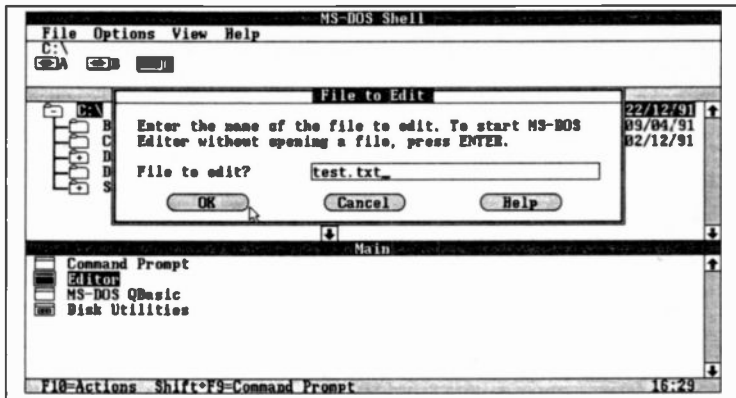 MS-DOS Shell
File Options View Help
C:\
A B
File to Edit
C:\
B
C
D
D
S
Enter the name of the file to edit. To start MS-DOS
Editor without opening a file, press ENTER.
File to edit? test.txt_
OK Cancel Help
22/12/91
09/04/91
02/12/91
Main
Command Prompt
Editor
MS-DOS QBasic
Disk Utilities
F10=Actions Shift+F9=Command Prompt 16:29